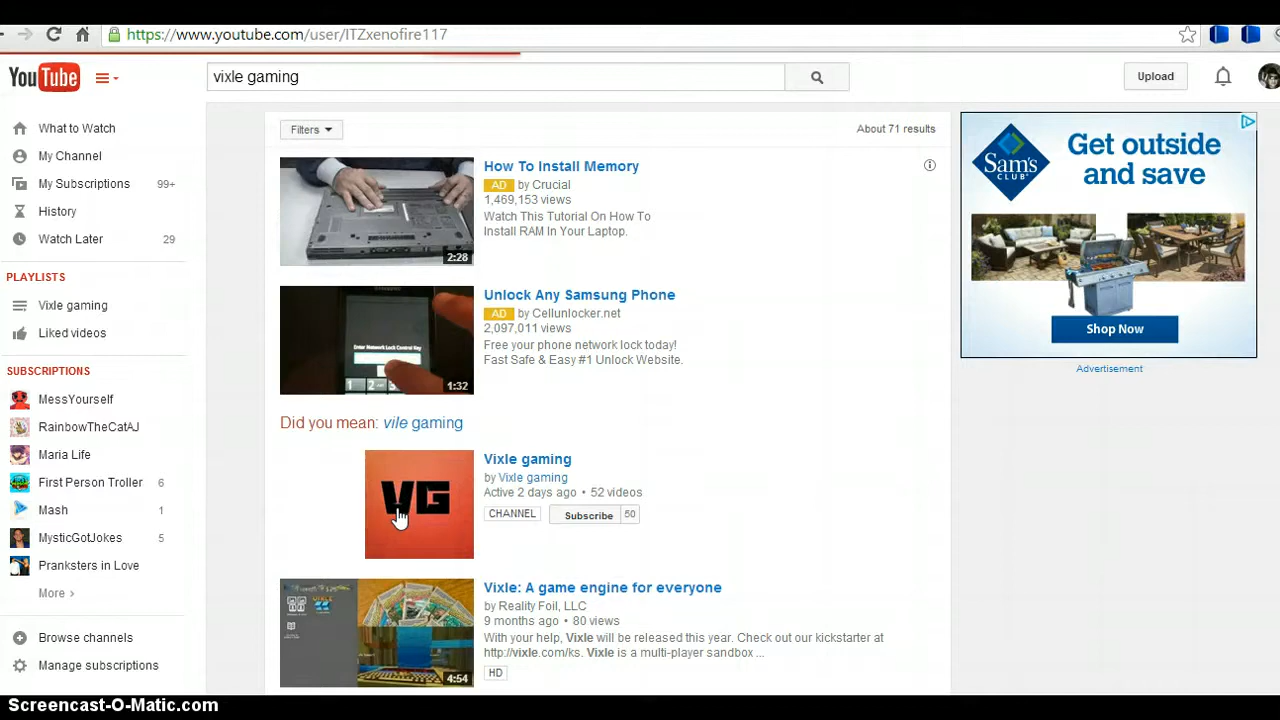 https://www.youtube.com/user/ITZxenofire117
YouTube
vixle gaming
Upload
What to Watch
My Channel
My Subscriptions 99+
History
Watch Later 29
PLAYLISTS
Vixle gaming
Liked videos
SUBSCRIPTIONS
MessYourself
RainbowTheCatAJ
Maria Life
First Person Troller 6
Mash 1
MysticGotJokes 5
Pranksters in Love
More >
Browse channels
Manage subscriptions
Filters
About 71 results
How To Install Memory
AD by Crucial
1,469,153 views
Watch This Tutorial On How To
Install RAM In Your Laptop.
2:28
Unlock Any Samsung Phone
AD by Cellunlocker.net
2,097,011 views
Free your phone network lock today!
Fast Safe & Easy #1 Unlock Website.
Enter Network Lock Control Key
1:32
Did you mean: vile gaming
VG
Vixle gaming
by Vixle gaming
Active 2 days ago • 52 videos
CHANNEL Subscribe 50
Vixle: A game engine for everyone
by Reality Foil, LLC
9 months ago • 80 views
With your help, Vixle will be released this year. Check out our kickstarter at
http://vixle.com/ks. Vixle is a multi-player sandbox ...
HD
4:54
Sam's
CLUB
Get outside
and save
Shop Now
Advertisement
Screencast-O-Matic.com